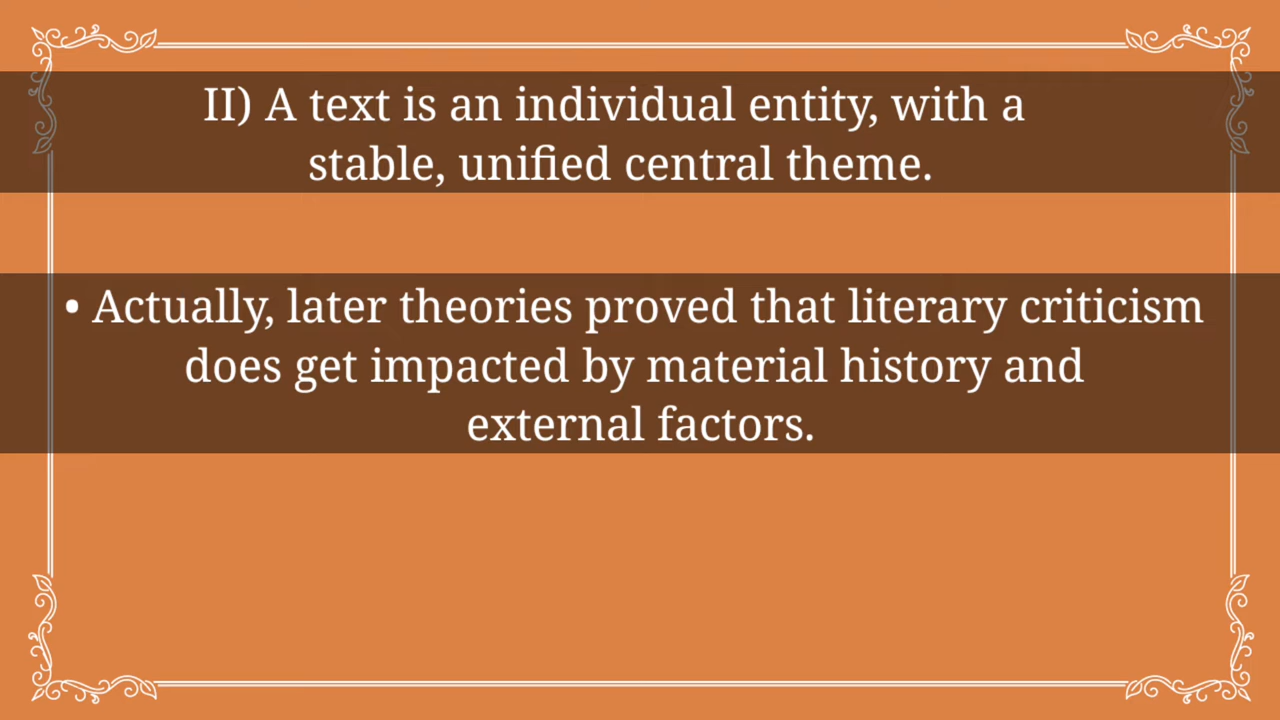 II) A text is an individual entity, with a
stable, unified central theme.
• Actually, later theories proved that literary criticism
does get impacted by material history and
external factors.